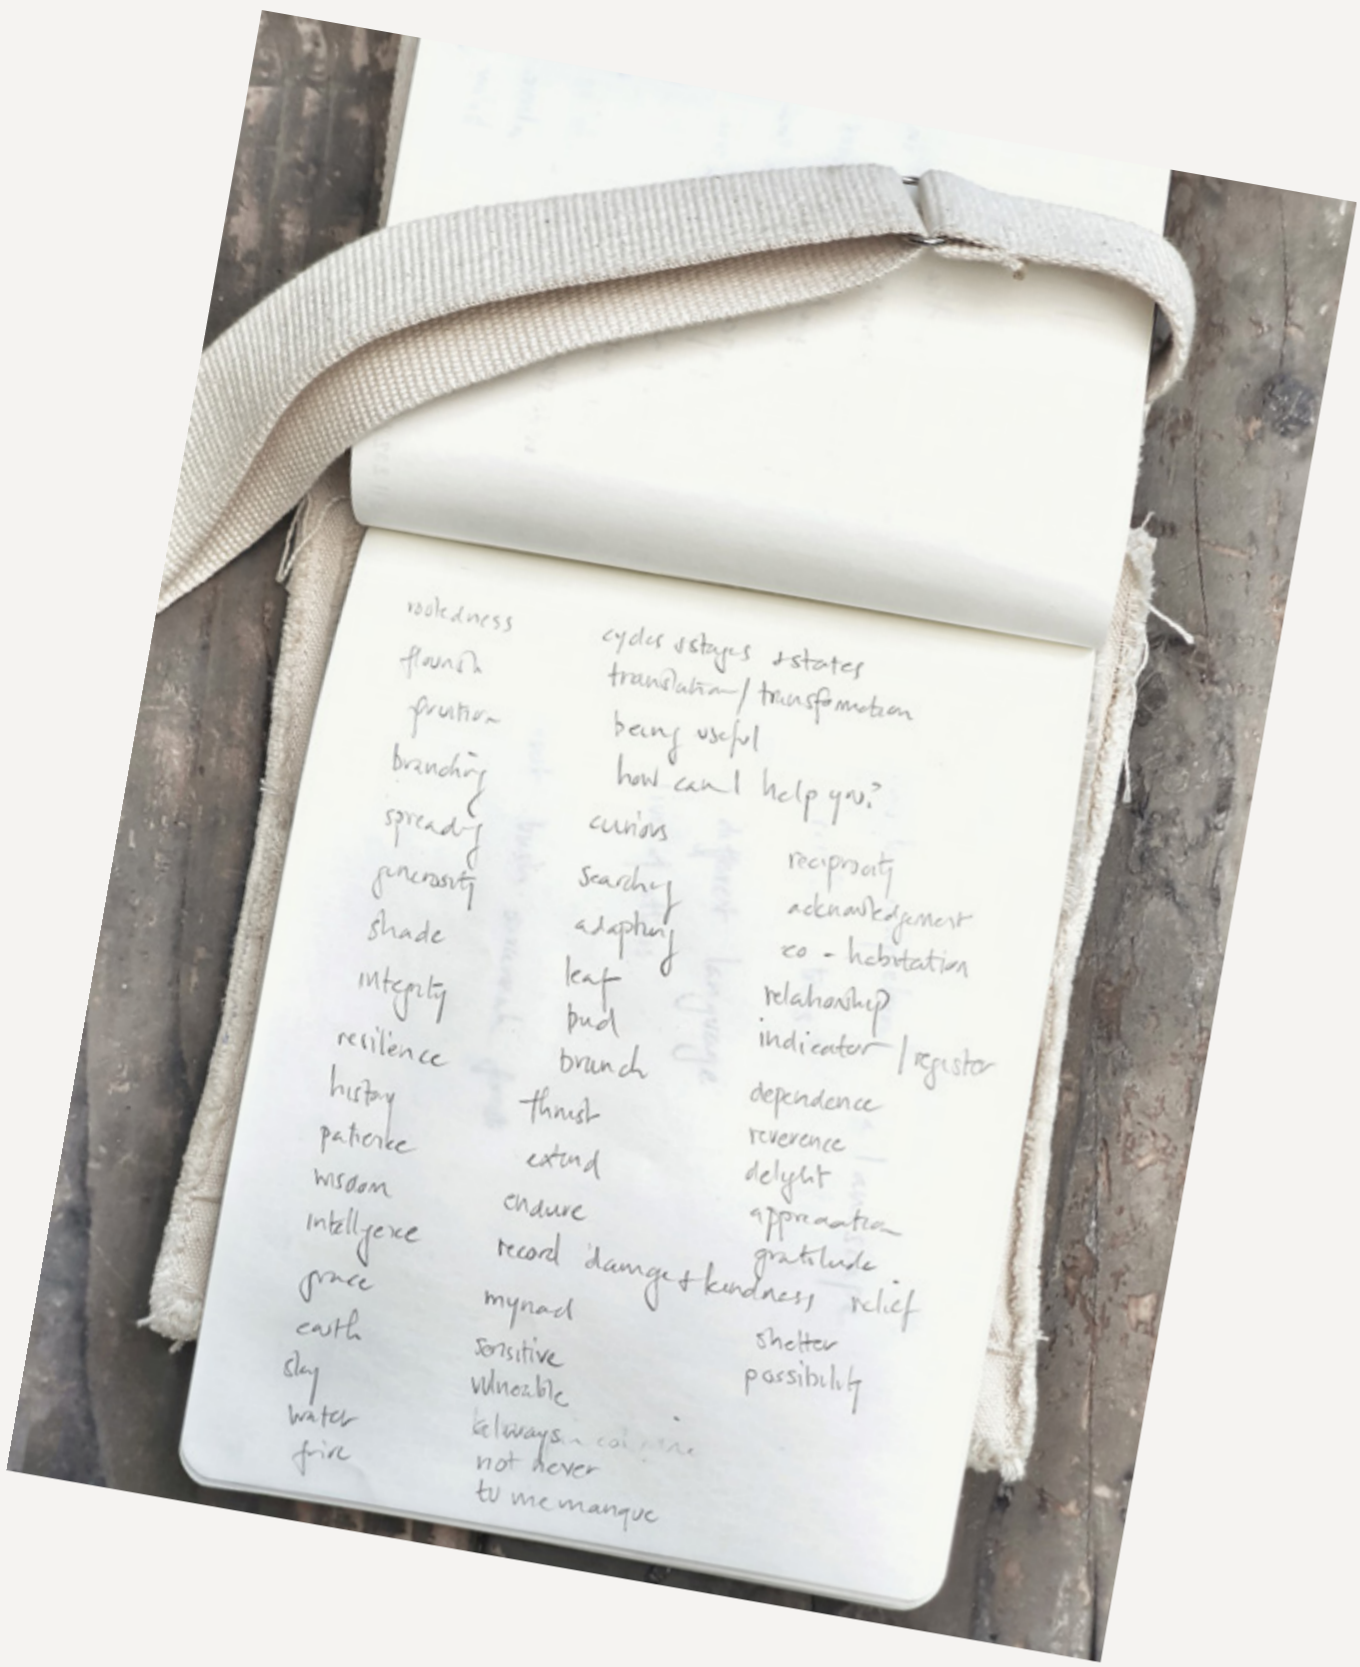 rootedness
flourish
fruition
branching
spreading
generosity
shade
integrity
resilience
history
patience
wisdom
intelligence
grace
earth
sky
water
fire
cycles + stages + states
translation / transformation
being useful
how can I help you?
curious
searching
adapting
leaf
bud
branch
thrust
extend
endure
record damage + kindness
myriad
sensitive
vulnerable
always
not never
tu me manque
reciprocity
acknowledgement
co-habitation
relationship
indicator / register
dependence
reverence
delight
appreciation
gratitude
relief
shelter
possibility
different language